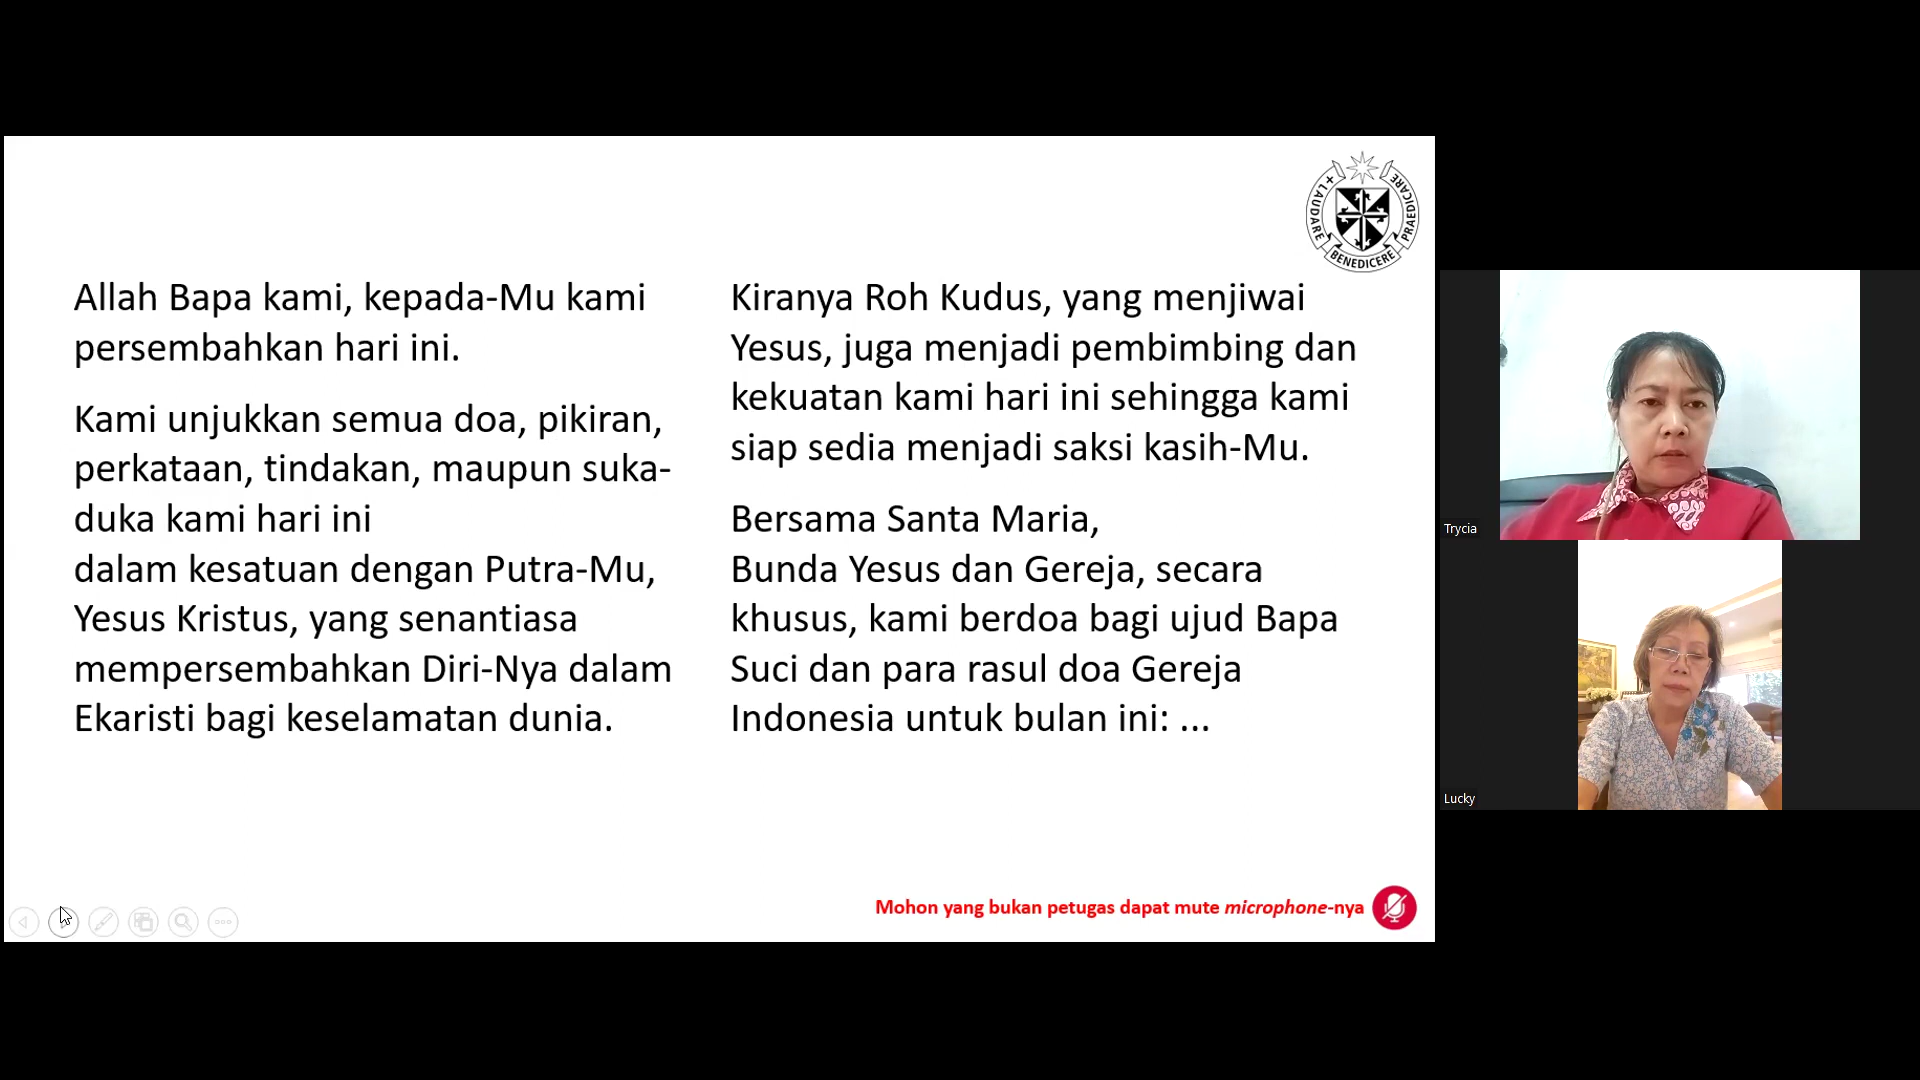 + LAUDARE
BENEDICERE
PRAEDICARE
Allah Bapa kami, kepada-Mu kami
persembahkan hari ini.
Kami unjukkan semua doa, pikiran,
perkataan, tindakan, maupun suka-
duka kami hari ini
dalam kesatuan dengan Putra-Mu,
Yesus Kristus, yang senantiasa
mempersembahkan Diri-Nya dalam
Ekaristi bagi keselamatan dunia.
Kiranya Roh Kudus, yang menjiwai
Yesus, juga menjadi pembimbing dan
kekuatan kami hari ini sehingga kami
siap sedia menjadi saksi kasih-Mu.
Bersama Santa Maria,
Bunda Yesus dan Gereja, secara
khusus, kami berdoa bagi ujud Bapa
Suci dan para rasul doa Gereja
Indonesia untuk bulan ini: ...
Mohon yang bukan petugas dapat mute microphone-nya
Trycia
Lucky